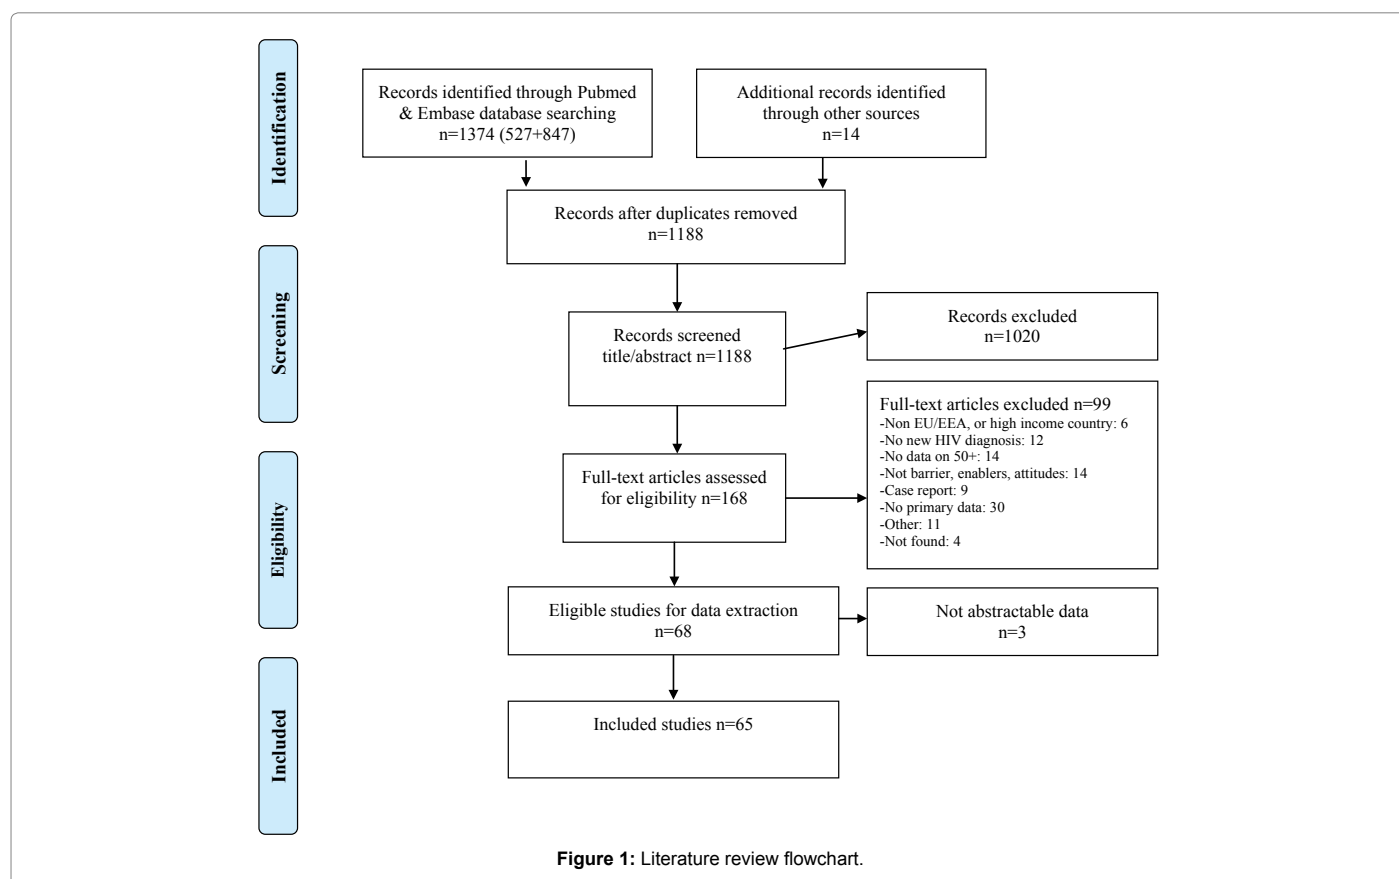 Identification
Records identified through Pubmed
& Embase database searching
n=1374 (527+847)
Additional records identified
through other sources
n=14
Records after duplicates removed
n=1188
Screening
Records screened
title/abstract n=1188
Records excluded
n=1020
Eligibility
Full-text articles assessed
for eligibility n=168
Full-text articles excluded n=99
-Non EU/EEA, or high income country: 6
-No new HIV diagnosis: 12
-No data on 50+: 14
-Not barrier, enablers, attitudes: 14
-Case report: 9
-No primary data: 30
-Other: 11
-Not found: 4
Eligible studies for data extraction
n=68
Not abstractable data
n=3
Included
Included studies n=65
Figure 1: Literature review flowchart.